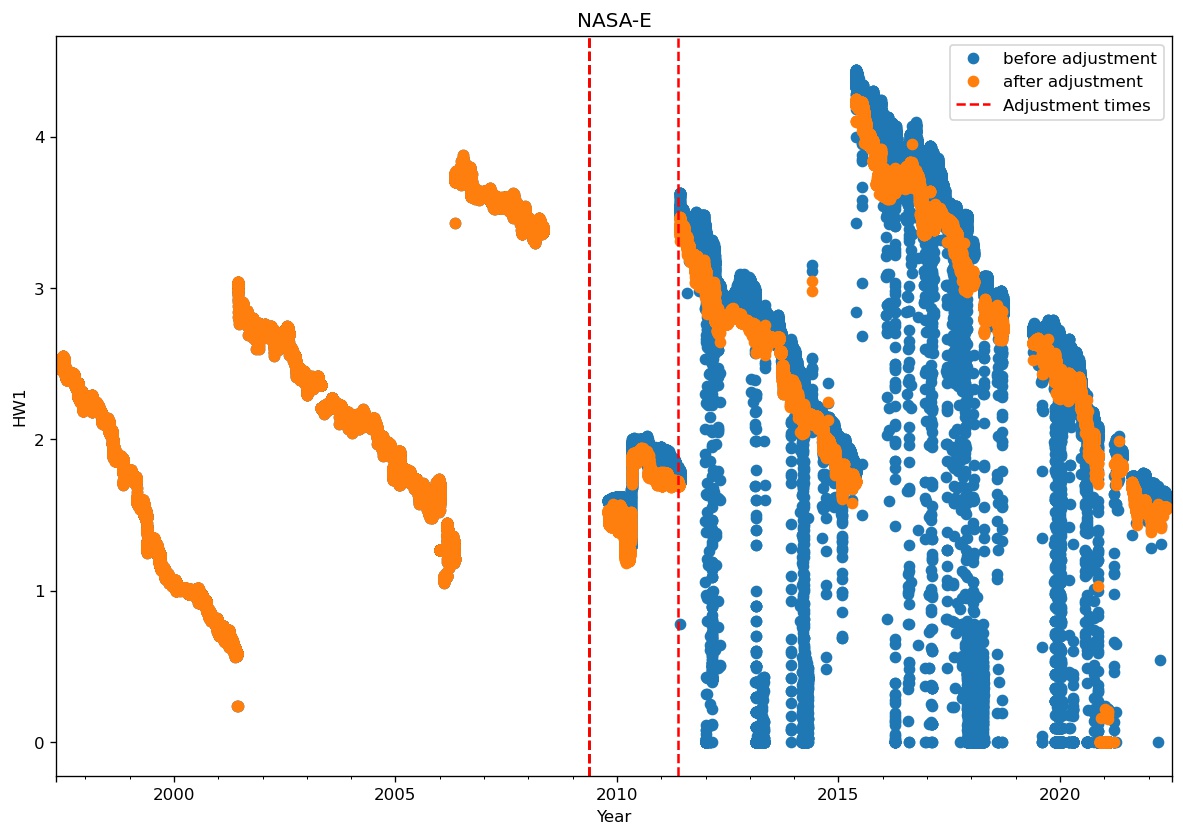 NASA-E
before adjustment
after adjustment
Adjustment times
HW1
4
3
2
1
0
2000 2005 2010 2015 2020
Year